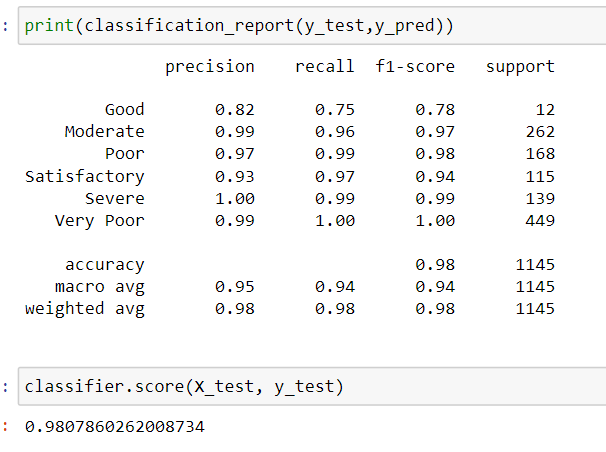 : print(classification_report(y_test,y_pred))
precision recall f1-score support
Good 0.82 0.75 0.78 12
Moderate 0.99 0.96 0.97 262
Poor 0.97 0.99 0.98 168
Satisfactory 0.93 0.97 0.94 115
Severe 1.00 0.99 0.99 139
Very Poor 0.99 1.00 1.00 449
accuracy 0.98 1145
macro avg 0.95 0.94 0.94 1145
weighted avg 0.98 0.98 0.98 1145
: classifier.score(X_test, y_test)
: 0.9807860262008734